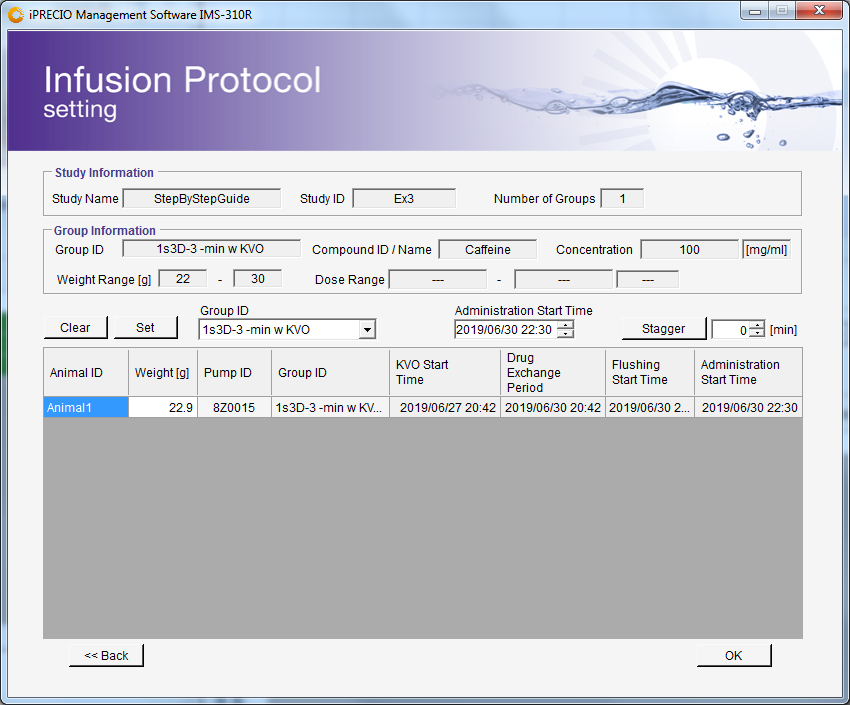 iPRECIO Management Software IMS-310R
Infusion Protocol
setting
Study Information
Study Name StepByStepGuide Study ID Ex3 Number of Groups 1
Group Information
Group ID 1s3D-3 -min w KVO Compound ID / Name Caffeine Concentration 100 [mg/ml]
Weight Range [g] 22 - 30 Dose Range --- - --- ---
Group ID Administration Start Time
Clear Set 1s3D-3 -min w KVO 2019/06/30 22:30 Stagger 0 [min]
Animal ID Weight [g] Pump ID Group ID KVO Start Time Drug Exchange Period Flushing Start Time Administration Start Time
Animal1 22.9 8Z0015 1s3D-3 -min w KV... 2019/06/27 20:42 2019/06/30 20:42 2019/06/30 2... 2019/06/30 22:30
<< Back OK